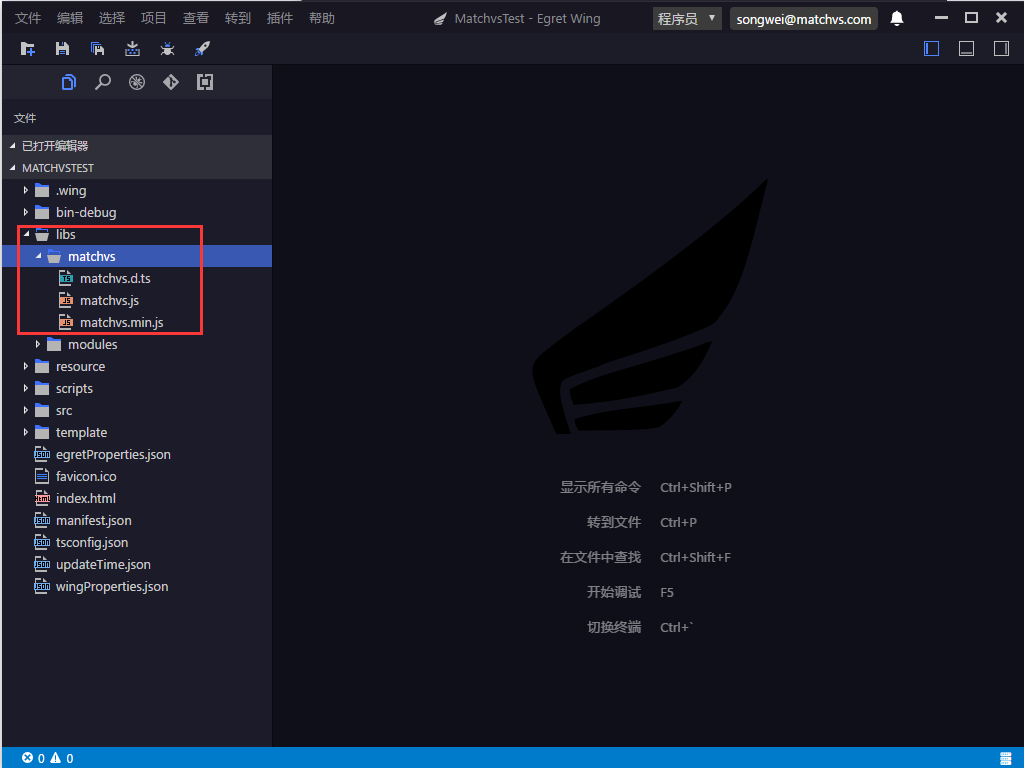 文件 编辑 选择 项目 查看 转到 插件 帮助 MatchvsTest - Egret Wing 程序员 songwei@matchvs.com
文件
已打开编辑器
MATCHVSTEST
.wing
bin-debug
libs
matchvs
TS matchvs.d.ts
JS matchvs.js
JS matchvs.min.js
modules
resource
scripts
src
template
egretProperties.json
favicon.ico
index.html
manifest.json
tsconfig.json
updateTime.json
wingProperties.json
显示所有命令 Ctrl+Shift+P
转到文件 Ctrl+P
在文件中查找 Ctrl+Shift+F
开始调试 F5
切换终端 Ctrl+`
0 0